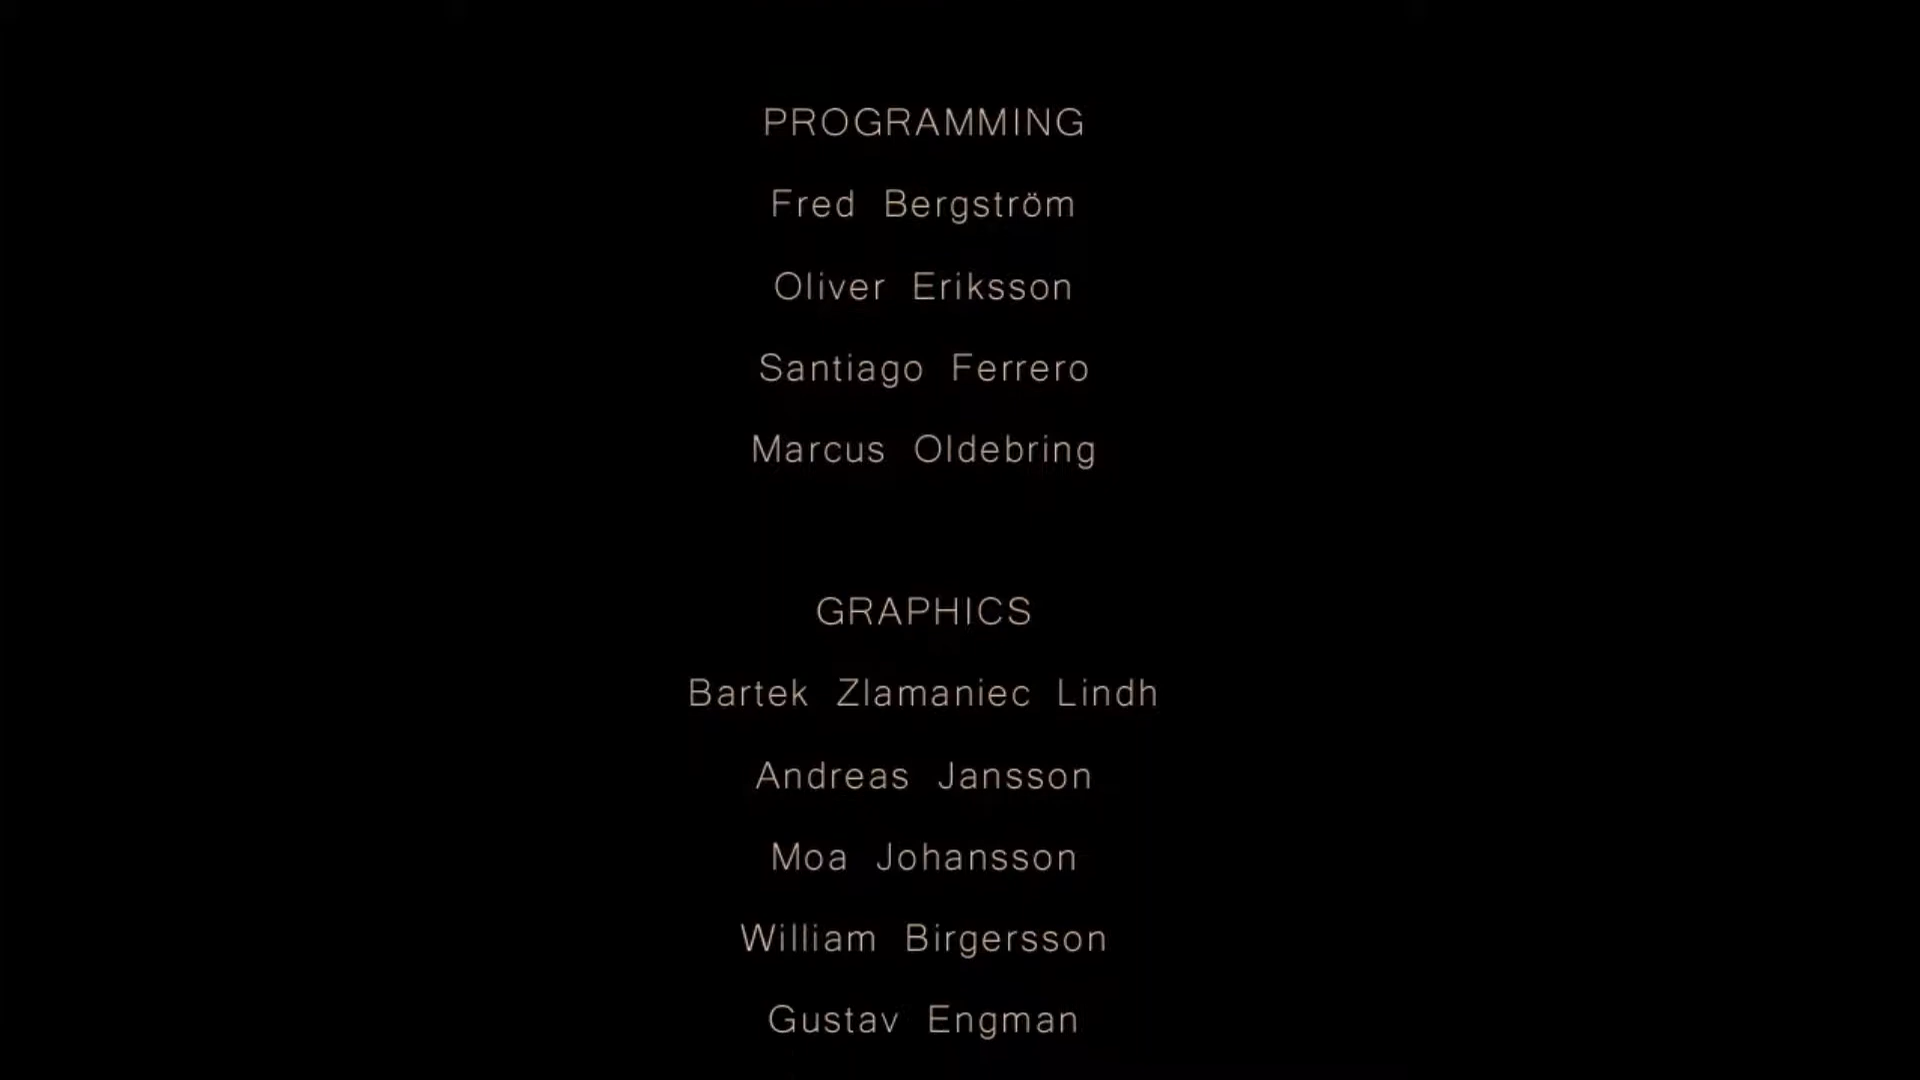 PROGRAMMING
Fred Bergström
Oliver Eriksson
Santiago Ferrero
Marcus Oldebring
GRAPHICS
Bartek Zlamaniec Lindh
Andreas Jansson
Moa Johansson
William Birgersson
Gustav Engman